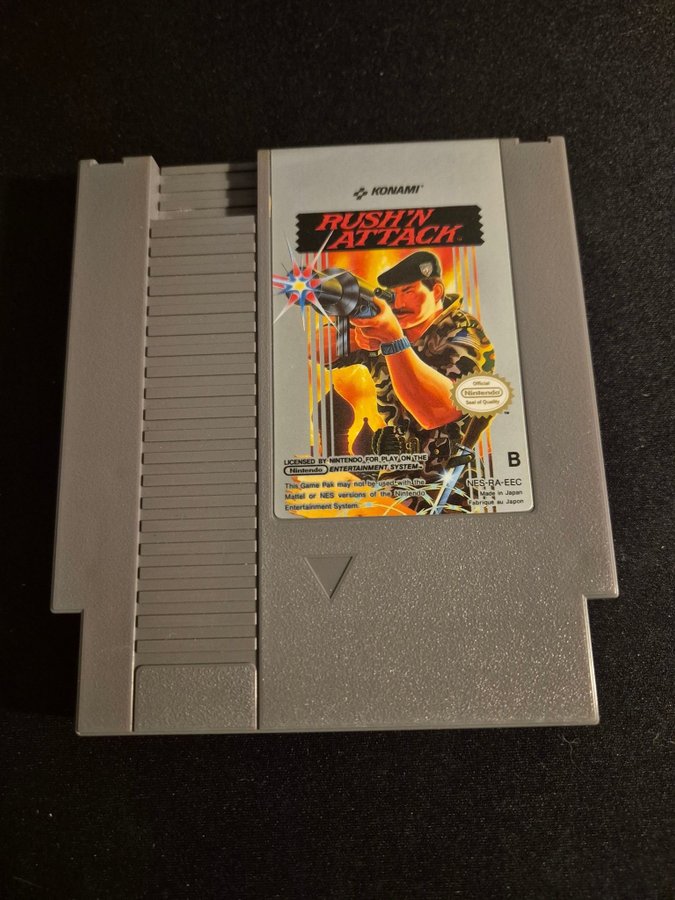 KONAMI
RUSH'N
ATTACK™
Official
Nintendo
Seal of Quality
LICENSED BY NINTENDO FOR PLAY ON THE
Nintendo ENTERTAINMENT SYSTEM™
This Game Pak may not be used with the
Mattel or NES versions of the Nintendo
Entertainment System.
B
NES-RA-EEC
Made in Japan
Fabriqué au Japon